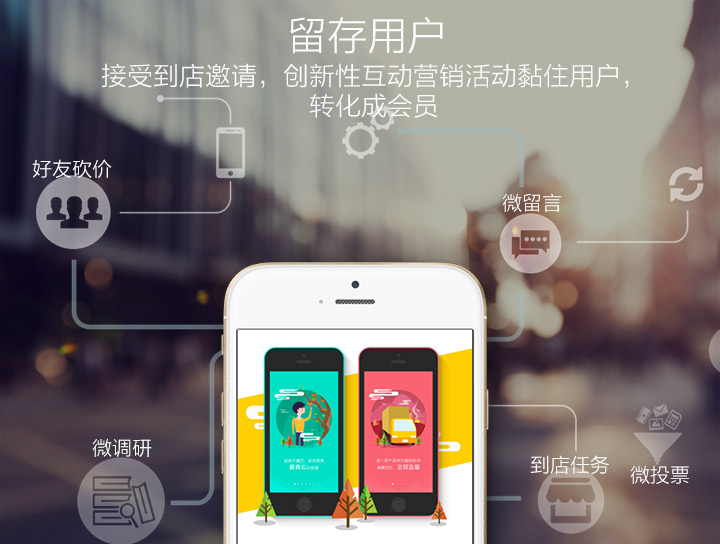 留存用户
接受到店邀请，创新性互动营销活动黏住用户，
转化成会员
好友砍价
微留言
微调研
到店任务
微投票